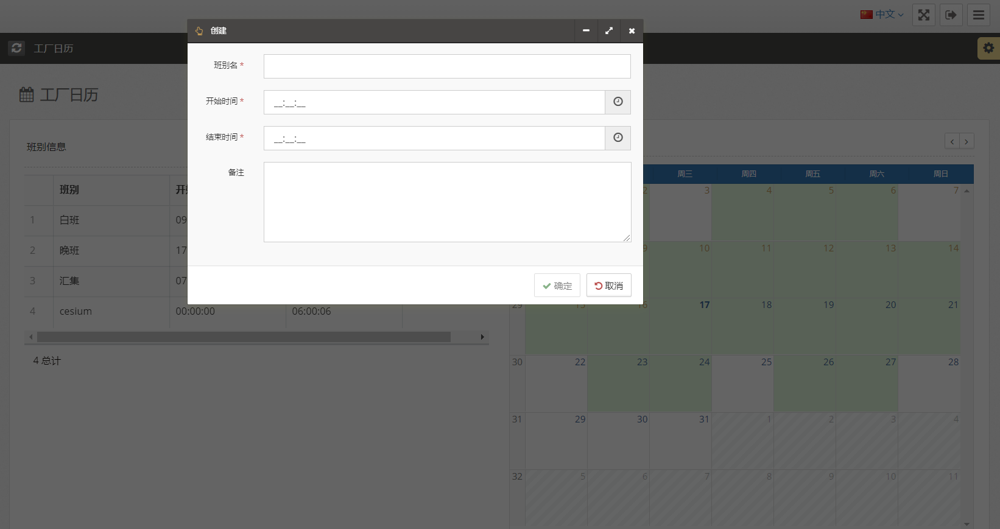 中文
工厂日历
工厂日历
创建
班别名 *
开始时间 *
__:__:__
结束时间 *
__:__:__
备注
确定
取消
班别信息
班别
1 白班 09
2 晚班 17
3 汇集 07
4 cesium 00:00:00 06:00:06
4 总计
周三 周四 周五 周六 周日
2 3 4 5 6 7
9 10 11 12 13 14
29 15 16 17 18 19 20 21
30 22 23 24 25 26 27 28
31 29 30 31 1 2 3 4
32 5 6 7 8 9 10 11